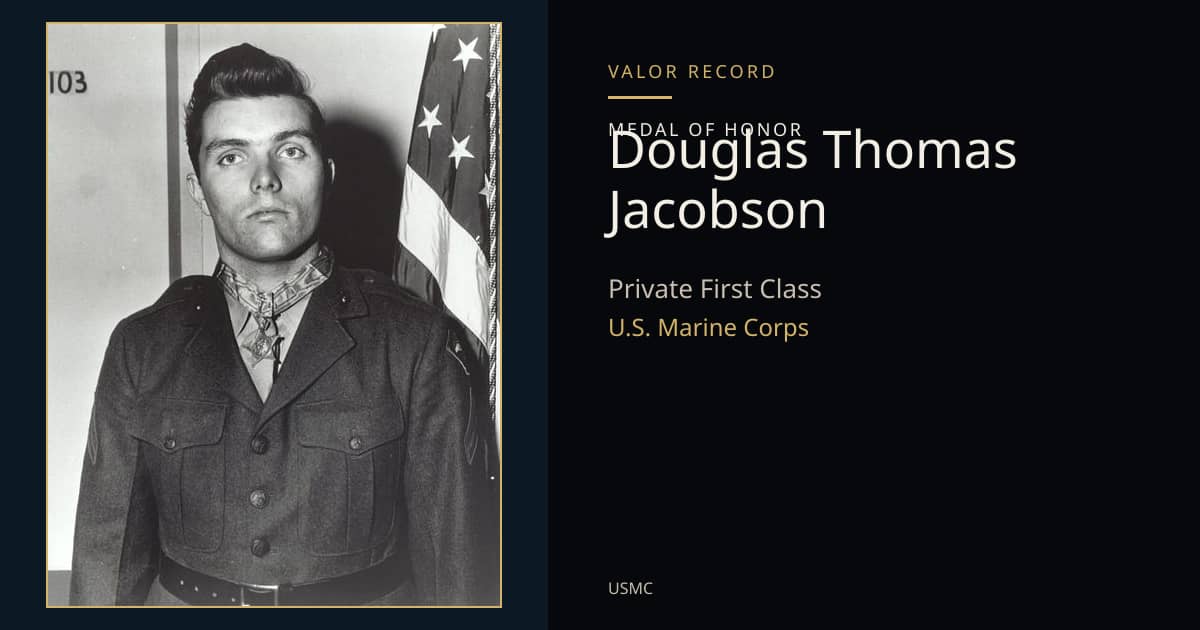 103
VALOR RECORD
MEDAL OF HONOR
Douglas Thomas
Jacobson
Private First Class
U.S. Marine Corps
USMC